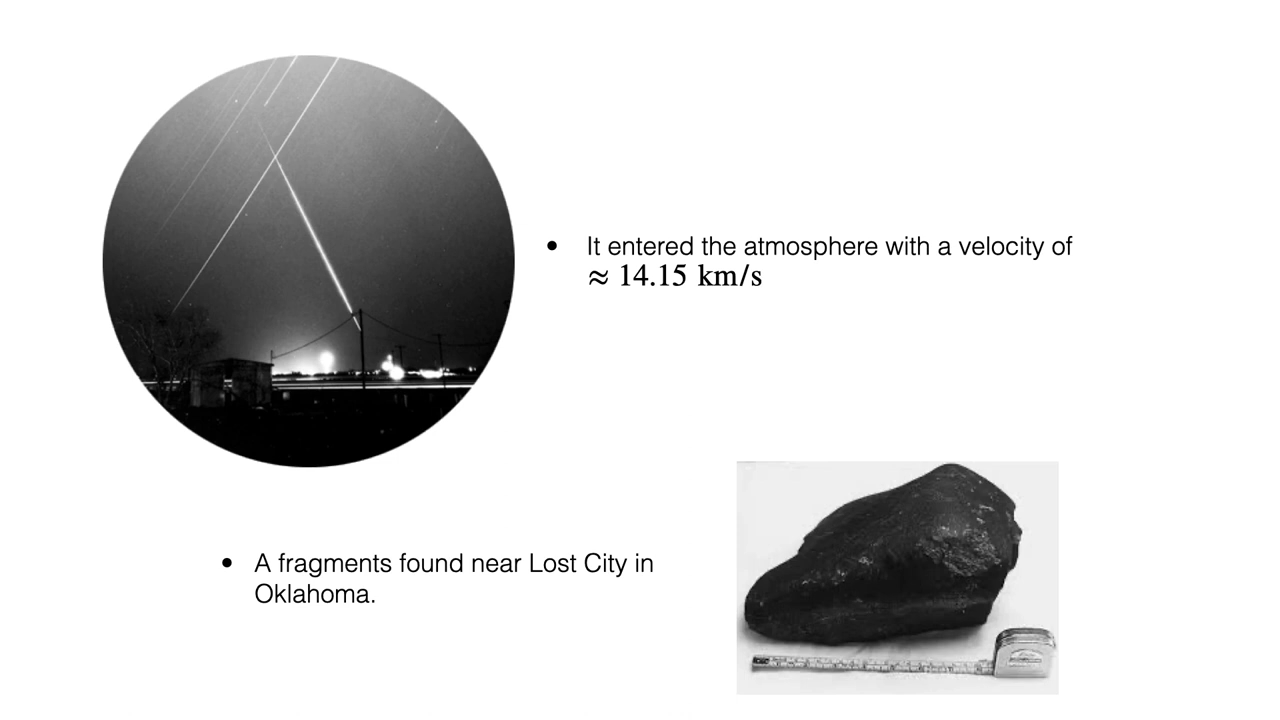 • It entered the atmosphere with a velocity of
≈ 14.15 km/s
• A fragments found near Lost City in
Oklahoma.